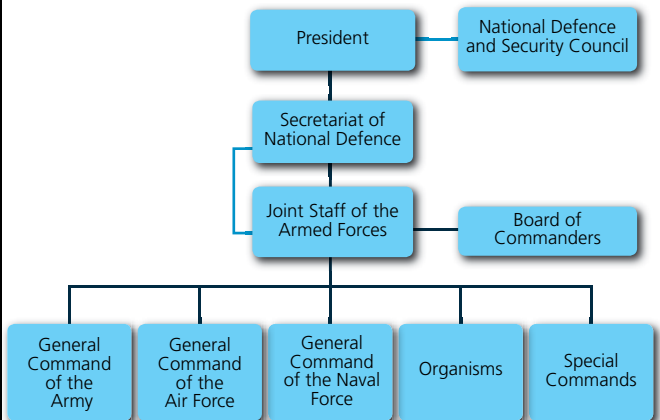 President
National Defence
and Security Council
Secretariat of
National Defence
Joint Staff of the
Armed Forces
Board of
Commanders
General
Command
of the
Army
General
Command
of the
Air Force
General
Command
of the Naval
Force
Organisms
Special
Commands